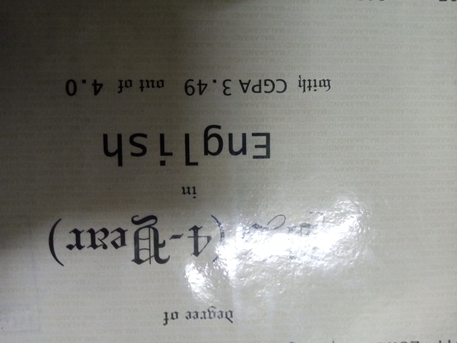 degree of
(4-Year)
in
English
with CGPA 3.49 out of 4.0